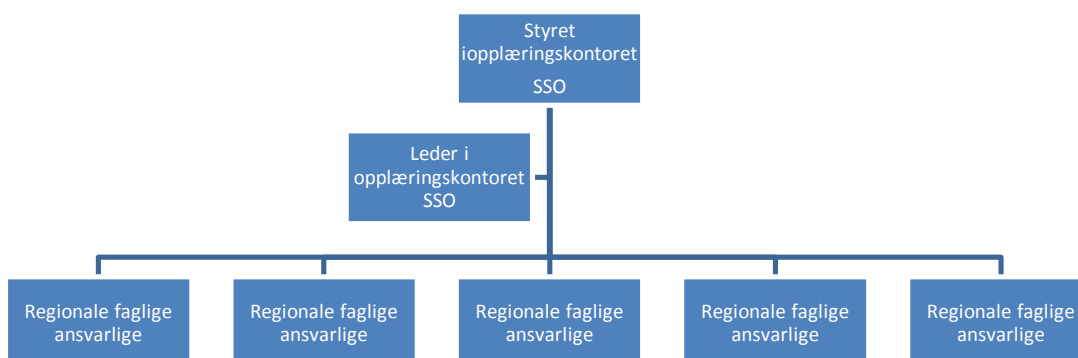 Styret
iopplæringskontoret
SSO
Leder i
opplæringskontoret
SSO
Regionale faglige
ansvarlige
Regionale faglige
ansvarlige
Regionale faglige
ansvarlige
Regionale faglige
ansvarlige
Regionale faglige
ansvarlige